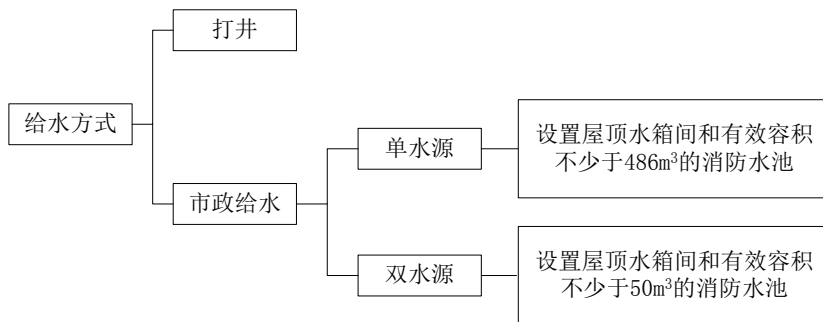 打井
给水方式
单水源
设置屋顶水箱间和有效容积
不少于486m³的消防水池
市政给水
双水源
设置屋顶水箱间和有效容积
不少于50m³的消防水池